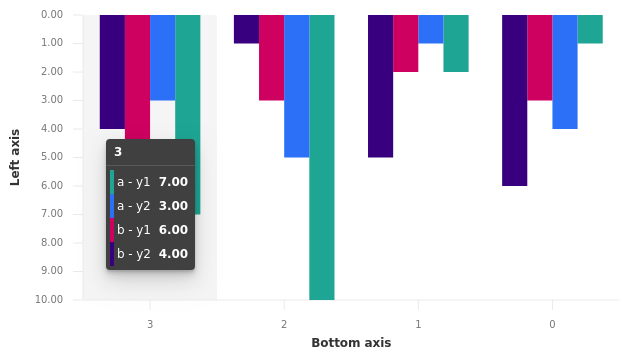 0.00
1.00
2.00
3.00
4.00
5.00
6.00
7.00
8.00
9.00
10.00
Left axis
3
a - y1 7.00
a - y2 3.00
b - y1 6.00
b - y2 4.00
3 2 1 0
Bottom axis